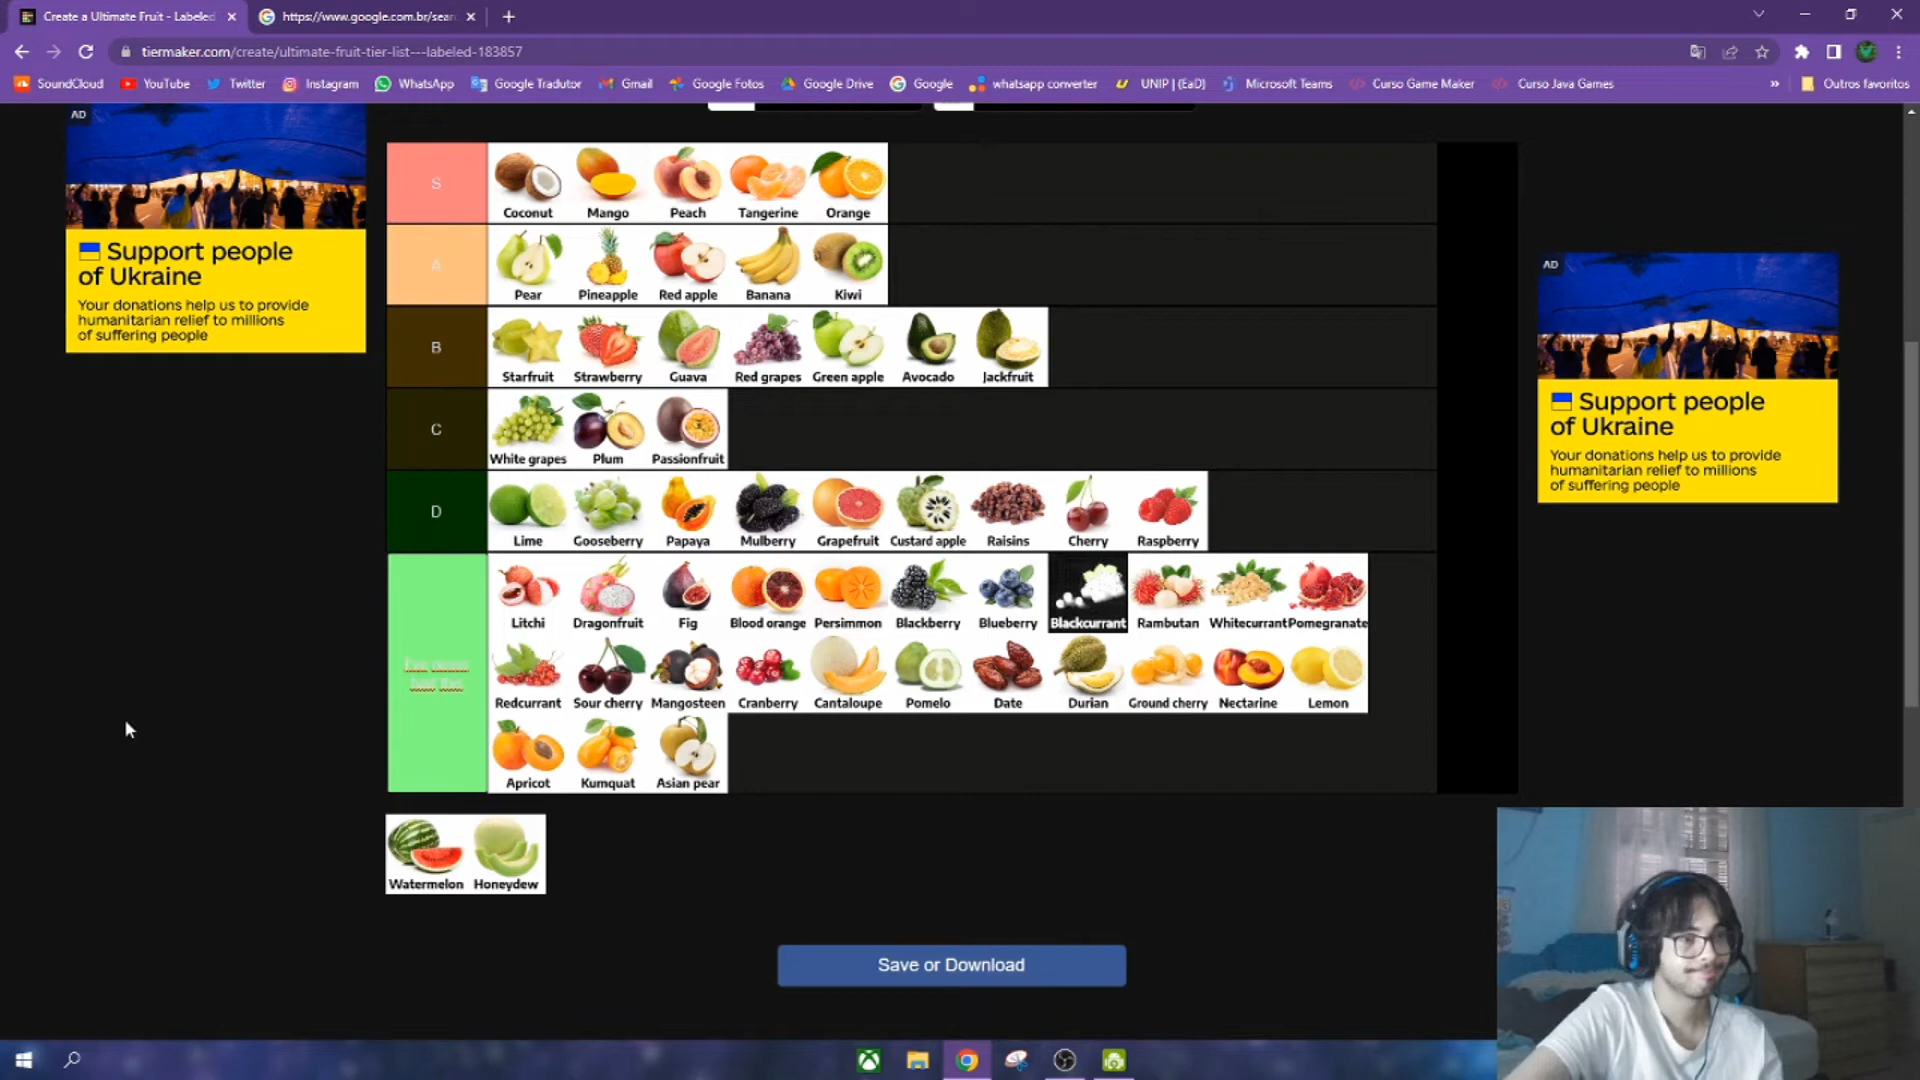 Create a Ultimate Fruit - Labeled
https://www.google.com.br/sear
tiermaker.com/create/ultimate-fruit-tier-list---labeled-183857
SoundCloud YouTube Twitter Instagram WhatsApp Google Tradutor Gmail Google Fotos Google Drive Google whatsapp converter UNIP | (EaD) Microsoft Teams Curso Game Maker Curso Java Games » Outros favoritos
AD
Support people
of Ukraine
Your donations help us to provide
humanitarian relief to millions
of suffering people
S
Coconut Mango Peach Tangerine Orange
A
Pear Pineapple Red apple Banana Kiwi
B
Starfruit Strawberry Guava Red grapes Green apple Avocado Jackfruit
C
White grapes Plum Passionfruit
D
Lime Gooseberry Papaya Mulberry Grapefruit Custard apple Raisins Cherry Raspberry
Litchi Dragonfruit Fig Blood orange Persimmon Blackberry Blueberry Blackcurrant Rambutan Whitecurrant Pomegranate
Redcurrant Sour cherry Mangosteen Cranberry Cantaloupe Pomelo Date Durian Ground cherry Nectarine Lemon
Apricot Kumquat Asian pear
Watermelon Honeydew
AD
Support people
of Ukraine
Your donations help us to provide
humanitarian relief to millions
of suffering people
Save or Download